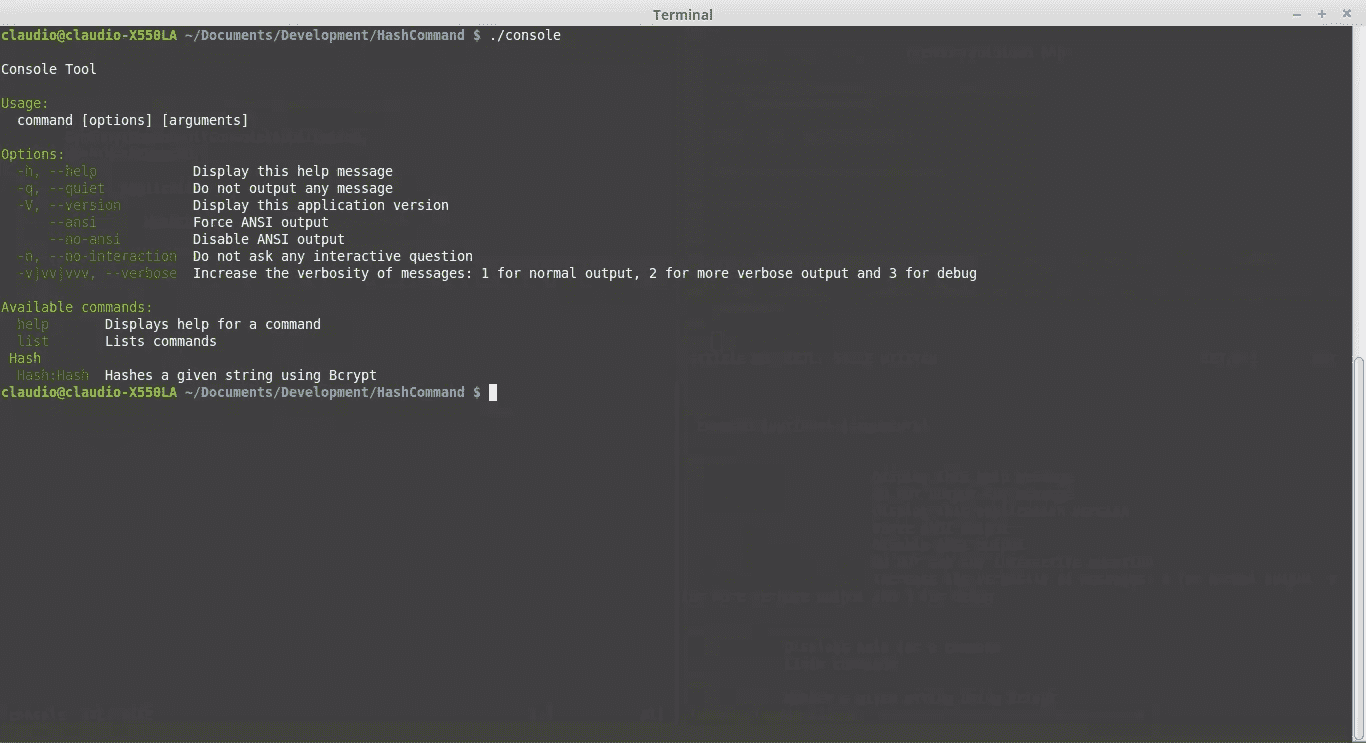 Terminal
claudio@claudio-X550LA ~/Documents/Development/HashCommand $ ./console
Console Tool
Usage:
  command [options] [arguments]
Options:
  -h, --help            Display this help message
  -q, --quiet           Do not output any message
  -V, --version         Display this application version
      --ansi            Force ANSI output
      --no-ansi         Disable ANSI output
  -n, --no-interaction  Do not ask any interactive question
  -v|vv|vvv, --verbose  Increase the verbosity of messages: 1 for normal output, 2 for more verbose output and 3 for debug
Available commands:
  help       Displays help for a command
  list       Lists commands
 Hash
  Hash:Hash  Hashes a given string using Bcrypt
claudio@claudio-X550LA ~/Documents/Development/HashCommand $